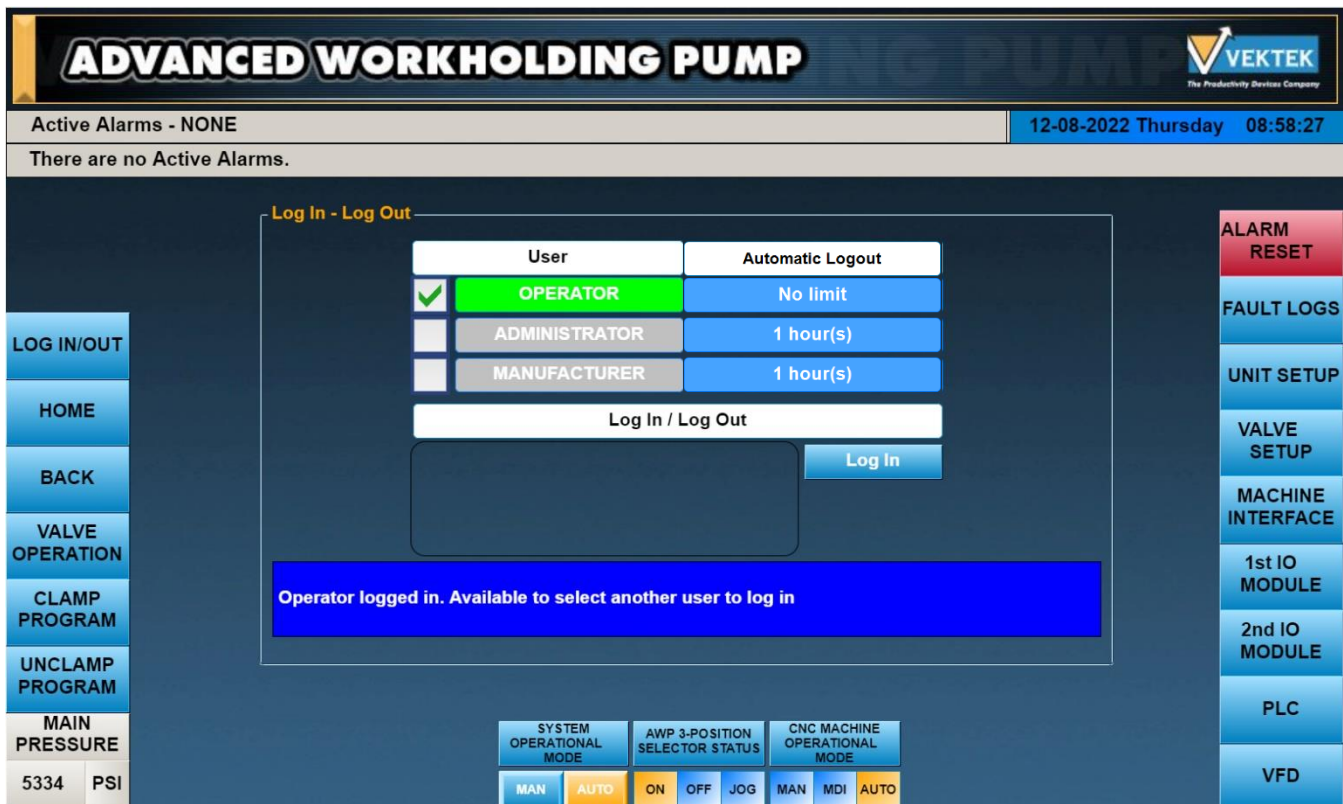 ADVANCED WORKHOLDING PUMP
VEKTEK
The Productivity Devices Company
Active Alarms - NONE
12-08-2022 Thursday 08:58:27
There are no Active Alarms.
Log In - Log Out
User
Automatic Logout
OPERATOR
No limit
ADMINISTRATOR
1 hour(s)
MANUFACTURER
1 hour(s)
Log In / Log Out
Log In
Operator logged in. Available to select another user to log in
LOG IN/OUT
HOME
BACK
VALVE
OPERATION
CLAMP
PROGRAM
UNCLAMP
PROGRAM
MAIN
PRESSURE
5334 PSI
SYSTEM
OPERATIONAL
MODE
MAN AUTO
AWP 3-POSITION
SELECTOR STATUS
ON OFF JOG
CNC MACHINE
OPERATIONAL
MODE
MAN MDI AUTO
ALARM
RESET
FAULT LOGS
UNIT SETUP
VALVE
SETUP
MACHINE
INTERFACE
1st IO
MODULE
2nd IO
MODULE
PLC
VFD